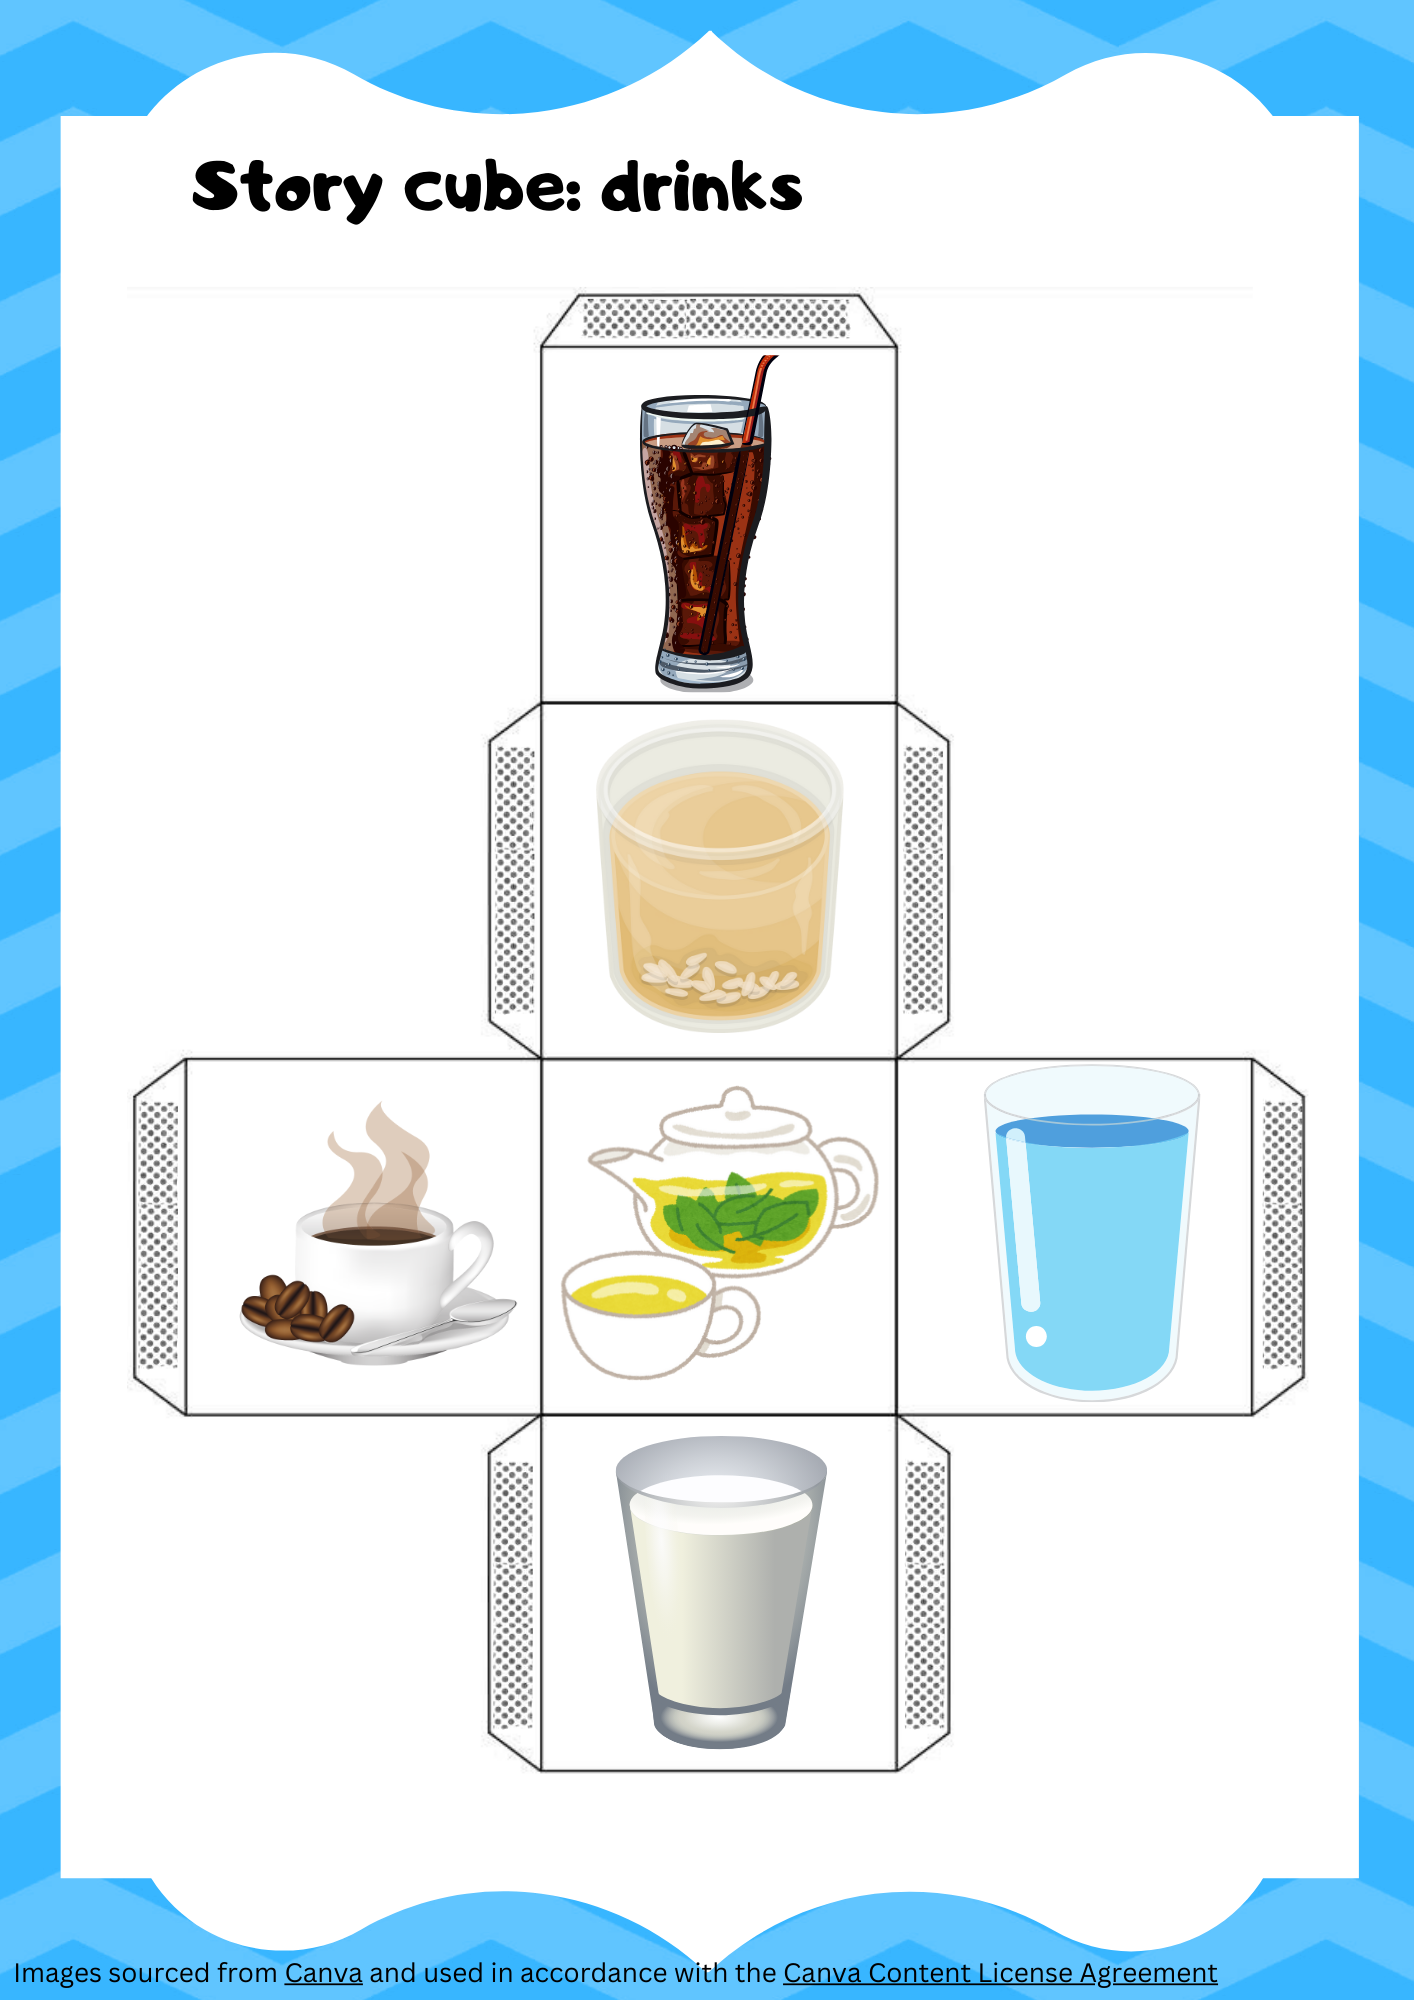 Story cube: drinks
Images sourced from Canva and used in accordance with the Canva Content License Agreement